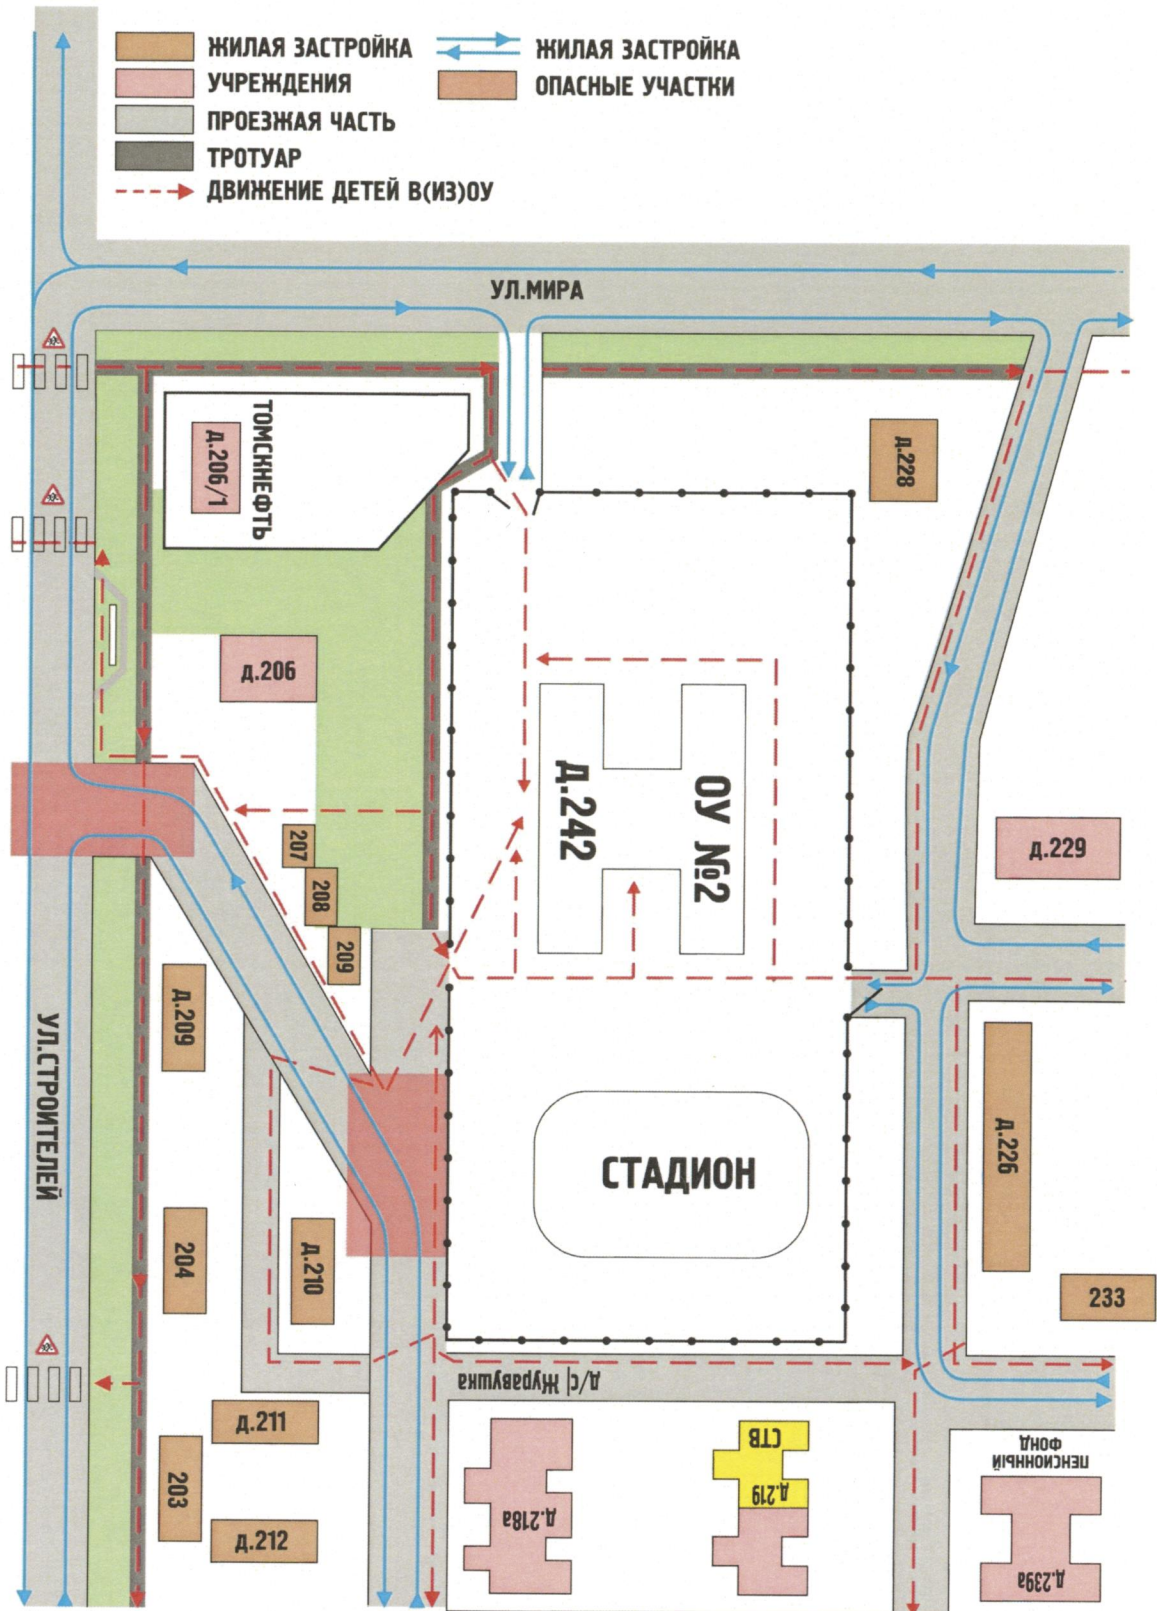 ЖИЛАЯ ЗАСТРОЙКА
УЧРЕЖДЕНИЯ
ПРОЕЗЖАЯ ЧАСТЬ
ТРОТУАР
ДВИЖЕНИЕ ДЕТЕЙ В(ИЗ)ОУ
ЖИЛАЯ ЗАСТРОЙКА
ОПАСНЫЕ УЧАСТКИ
УЛ.МИРА
ТОМСКНЕФТЬ
д.206/1
д.228
д.206
д.242
ОУ №2
д.229
207
208
209
д.209
УЛ.СТРОИТЕЛЕЙ
СТАДИОН
д.226
204
д.210
233
д/с Журавушка
д.211
203
д.212
д.218а
СТВ
д.219
ПЕНСИОННЫЙ
ФОНД
д.239а